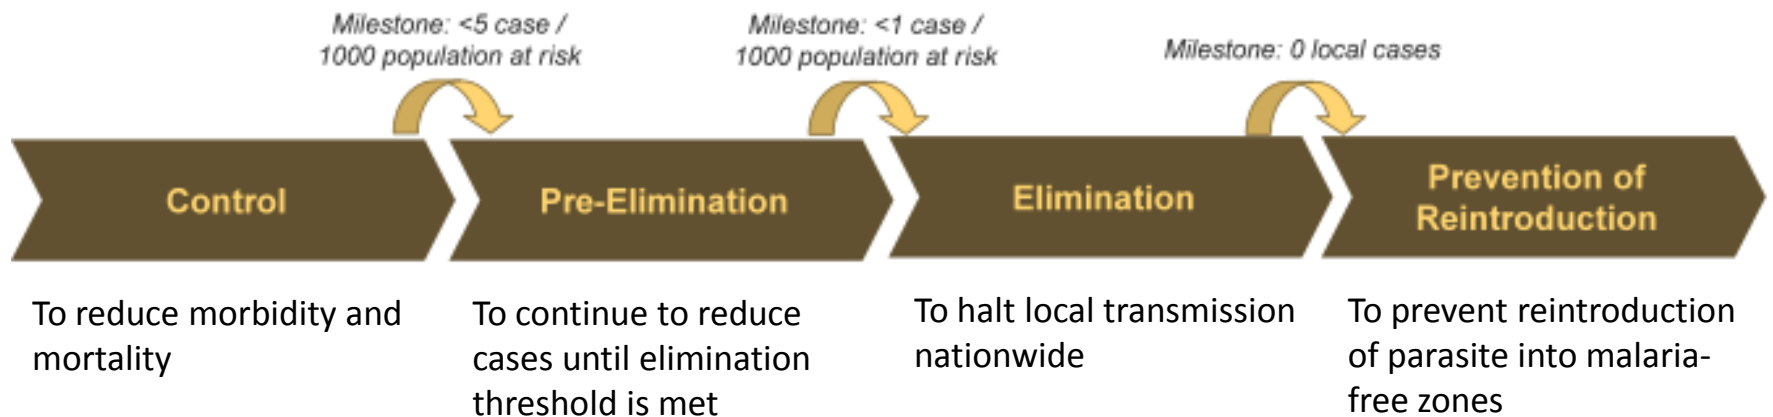 Milestone: <5 case /
1000 population at risk
Milestone: <1 case /
1000 population at risk
Milestone: 0 local cases
Control
Pre-Elimination
Elimination
Prevention of
Reintroduction
To reduce morbidity and
mortality
To continue to reduce
cases until elimination
threshold is met
To halt local transmission
nationwide
To prevent reintroduction
of parasite into malaria-
free zones